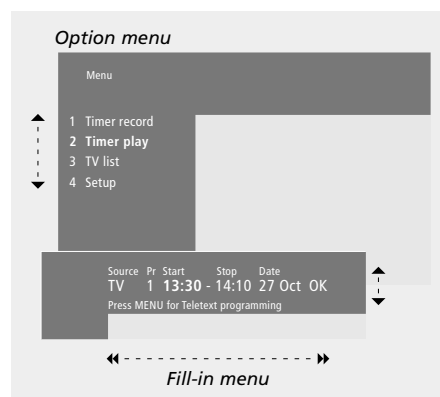 Option menu
Menu
1 Timer record
2 Timer play
3 TV list
4 Setup
Source Pr Start Stop Date
TV 1 13:30 - 14:10 27 Oct OK
Press MENU for Teletext programming
Fill-in menu